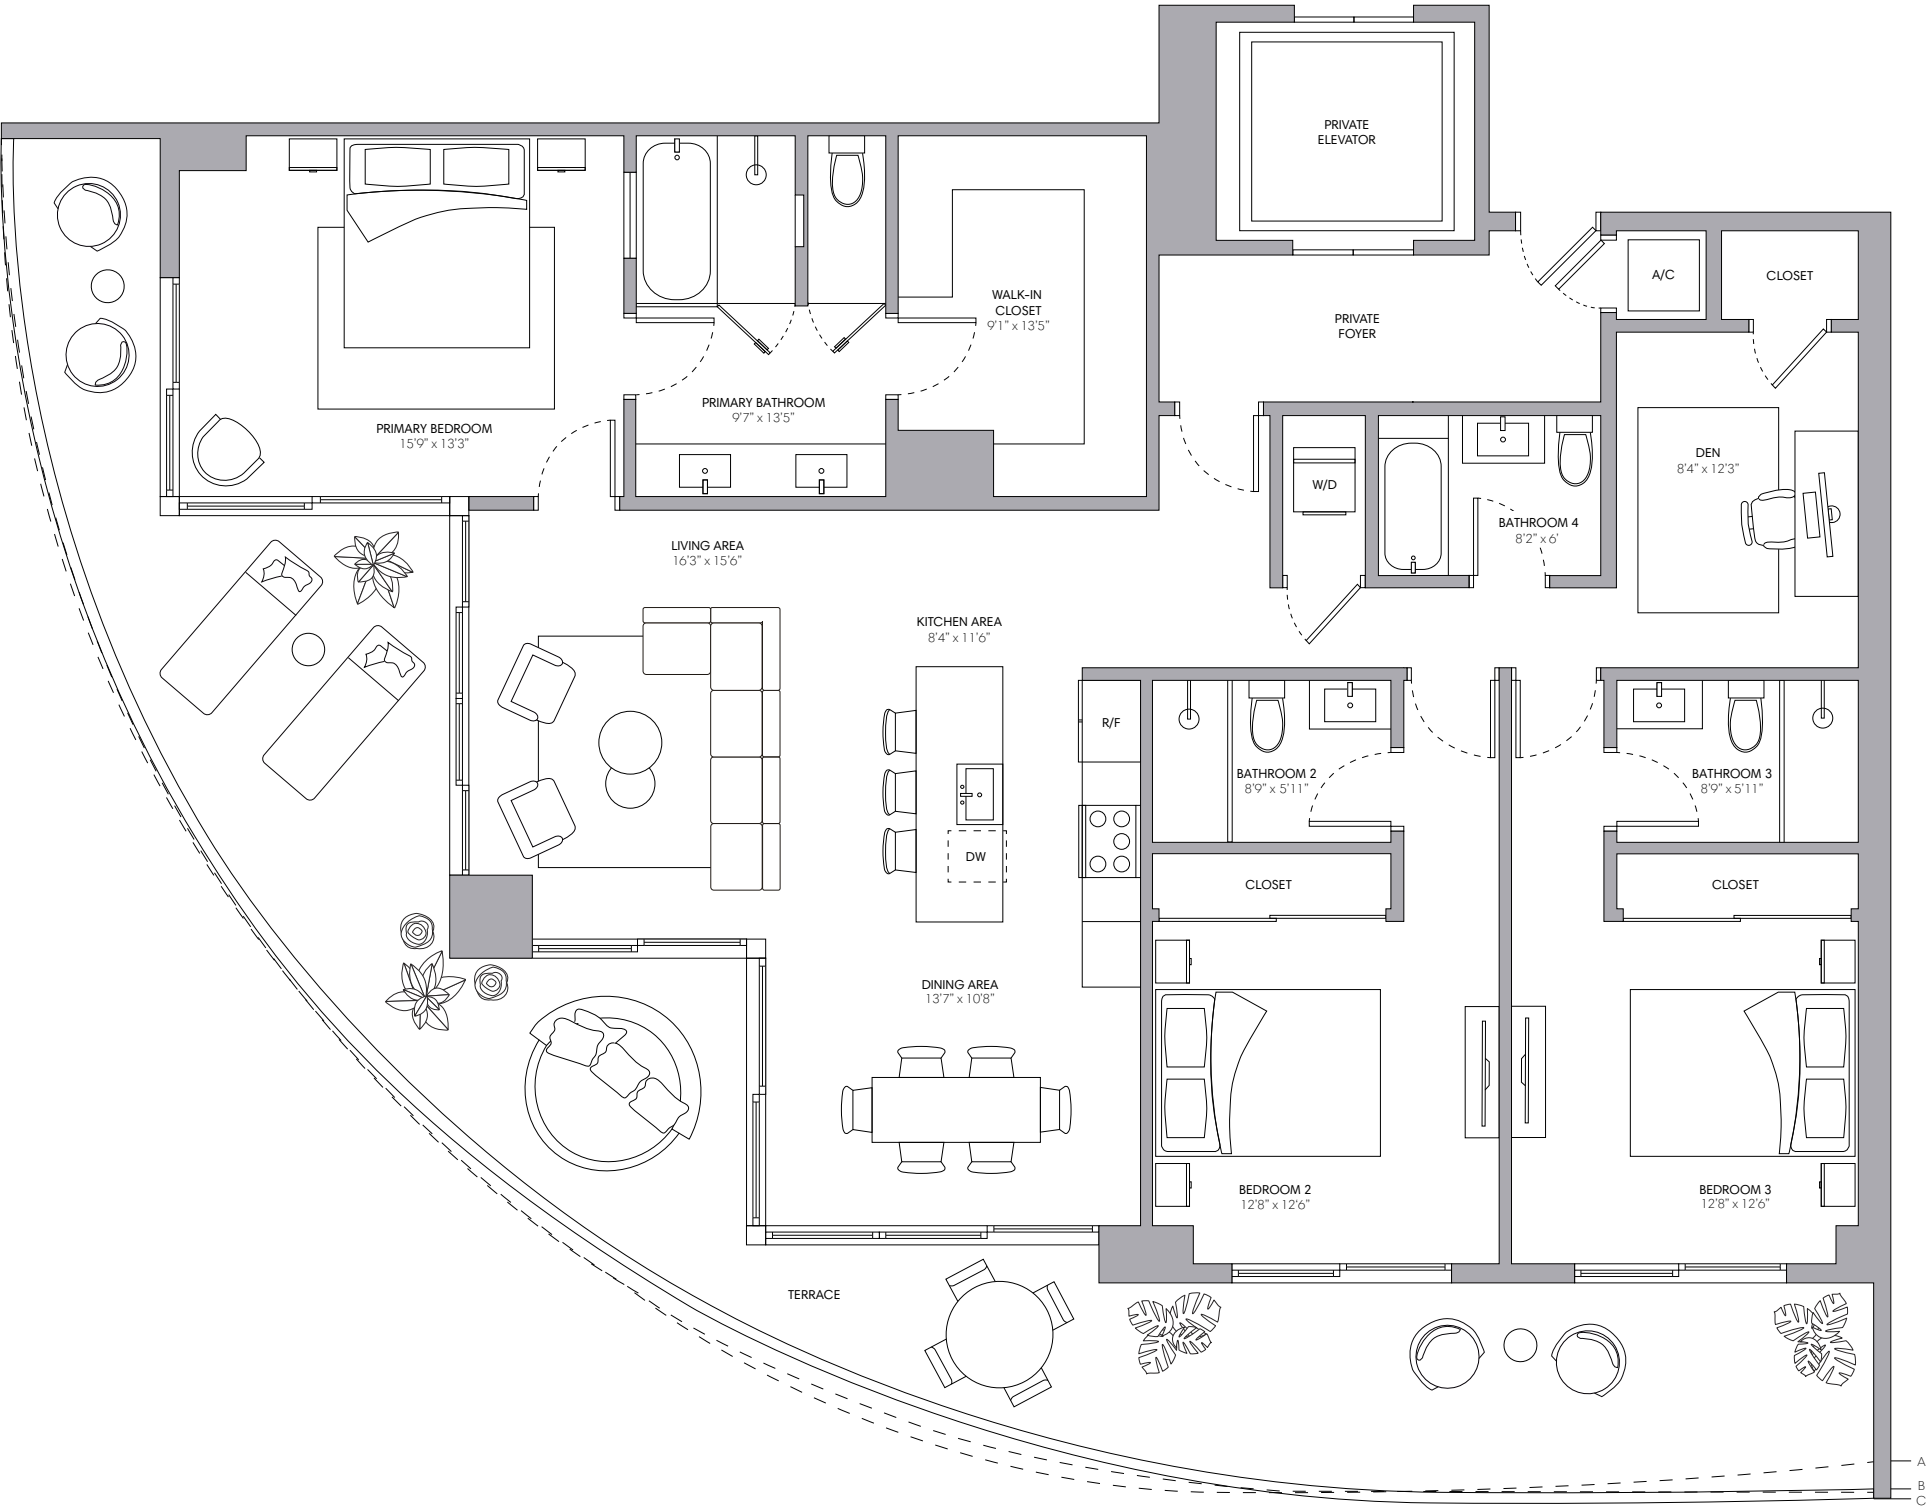 PRIVATE
ELEVATOR
A/C
CLOSET
WALK-IN
CLOSET
9'1" x 13'5"
PRIVATE
FOYER
PRIMARY BATHROOM
9'7" x 13'5"
PRIMARY BEDROOM
15'9" x 13'3"
DEN
8'4" x 12'3"
W/D
BATHROOM 4
8'2" x 6'
LIVING AREA
16'3" x 15'6"
KITCHEN AREA
8'4" x 11'6"
R/F
BATHROOM 2
8'9" x 5'11"
BATHROOM 3
8'9" x 5'11"
DW
CLOSET
CLOSET
DINING AREA
13'7" x 10'8"
BEDROOM 2
12'8" x 12'6"
BEDROOM 3
12'8" x 12'6"
TERRACE
A
B
C